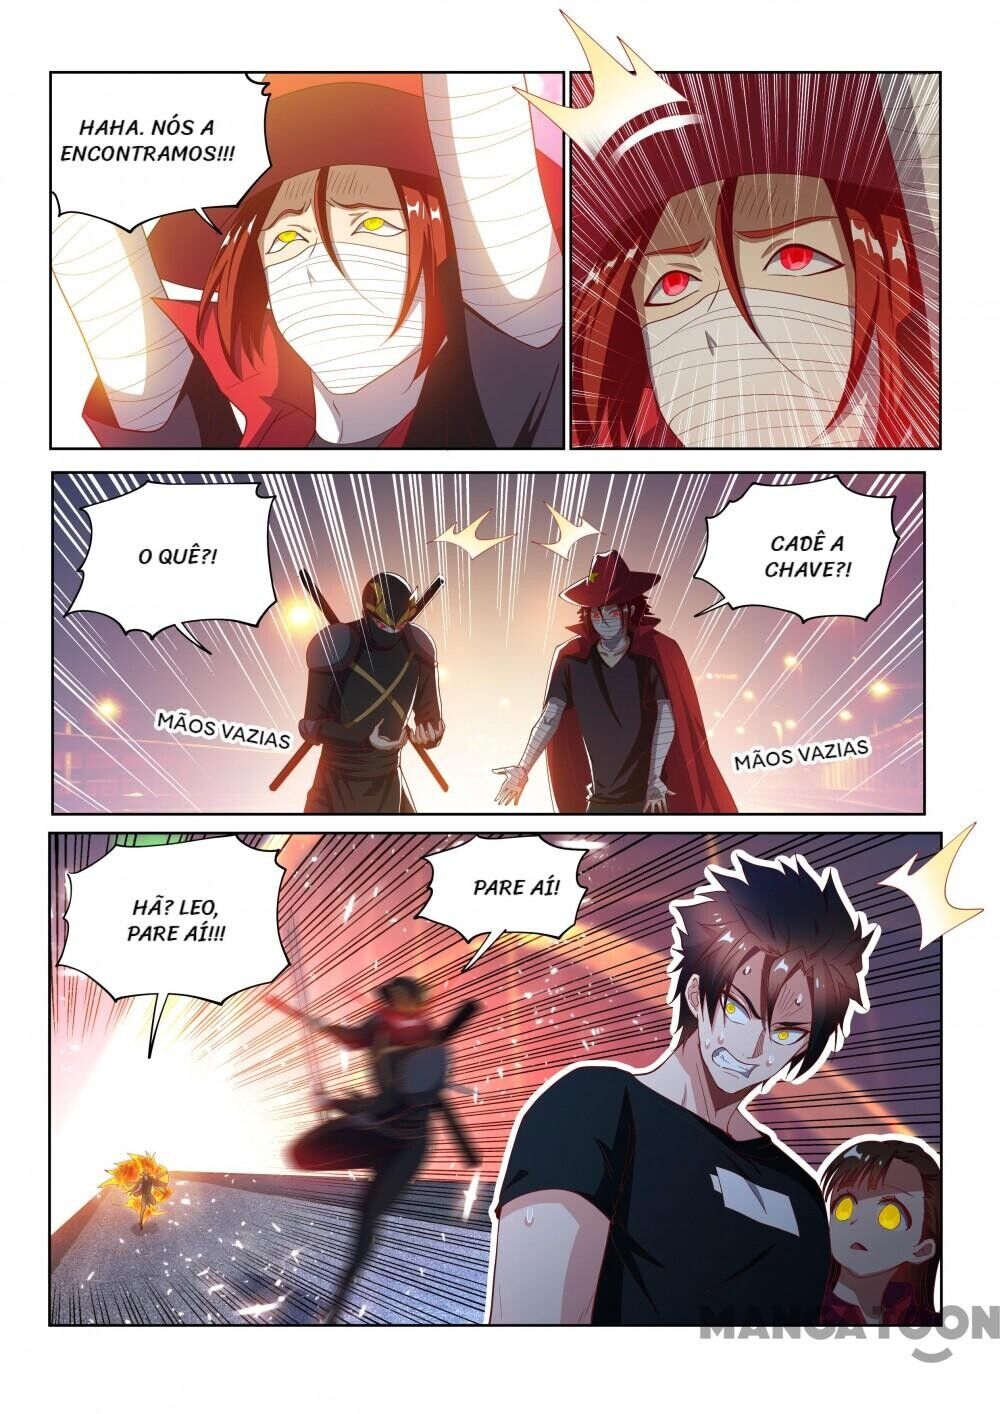 HAHA. NÓS A
ENCONTRAMOS!!!
O QUÊ?!
CADÊ A
CHAVE?!
MÃOS VAZIAS
MÃOS VAZIAS
HÃ? LEO,
PARE AÍ!!!
PARE AÍ!
MANGATOON